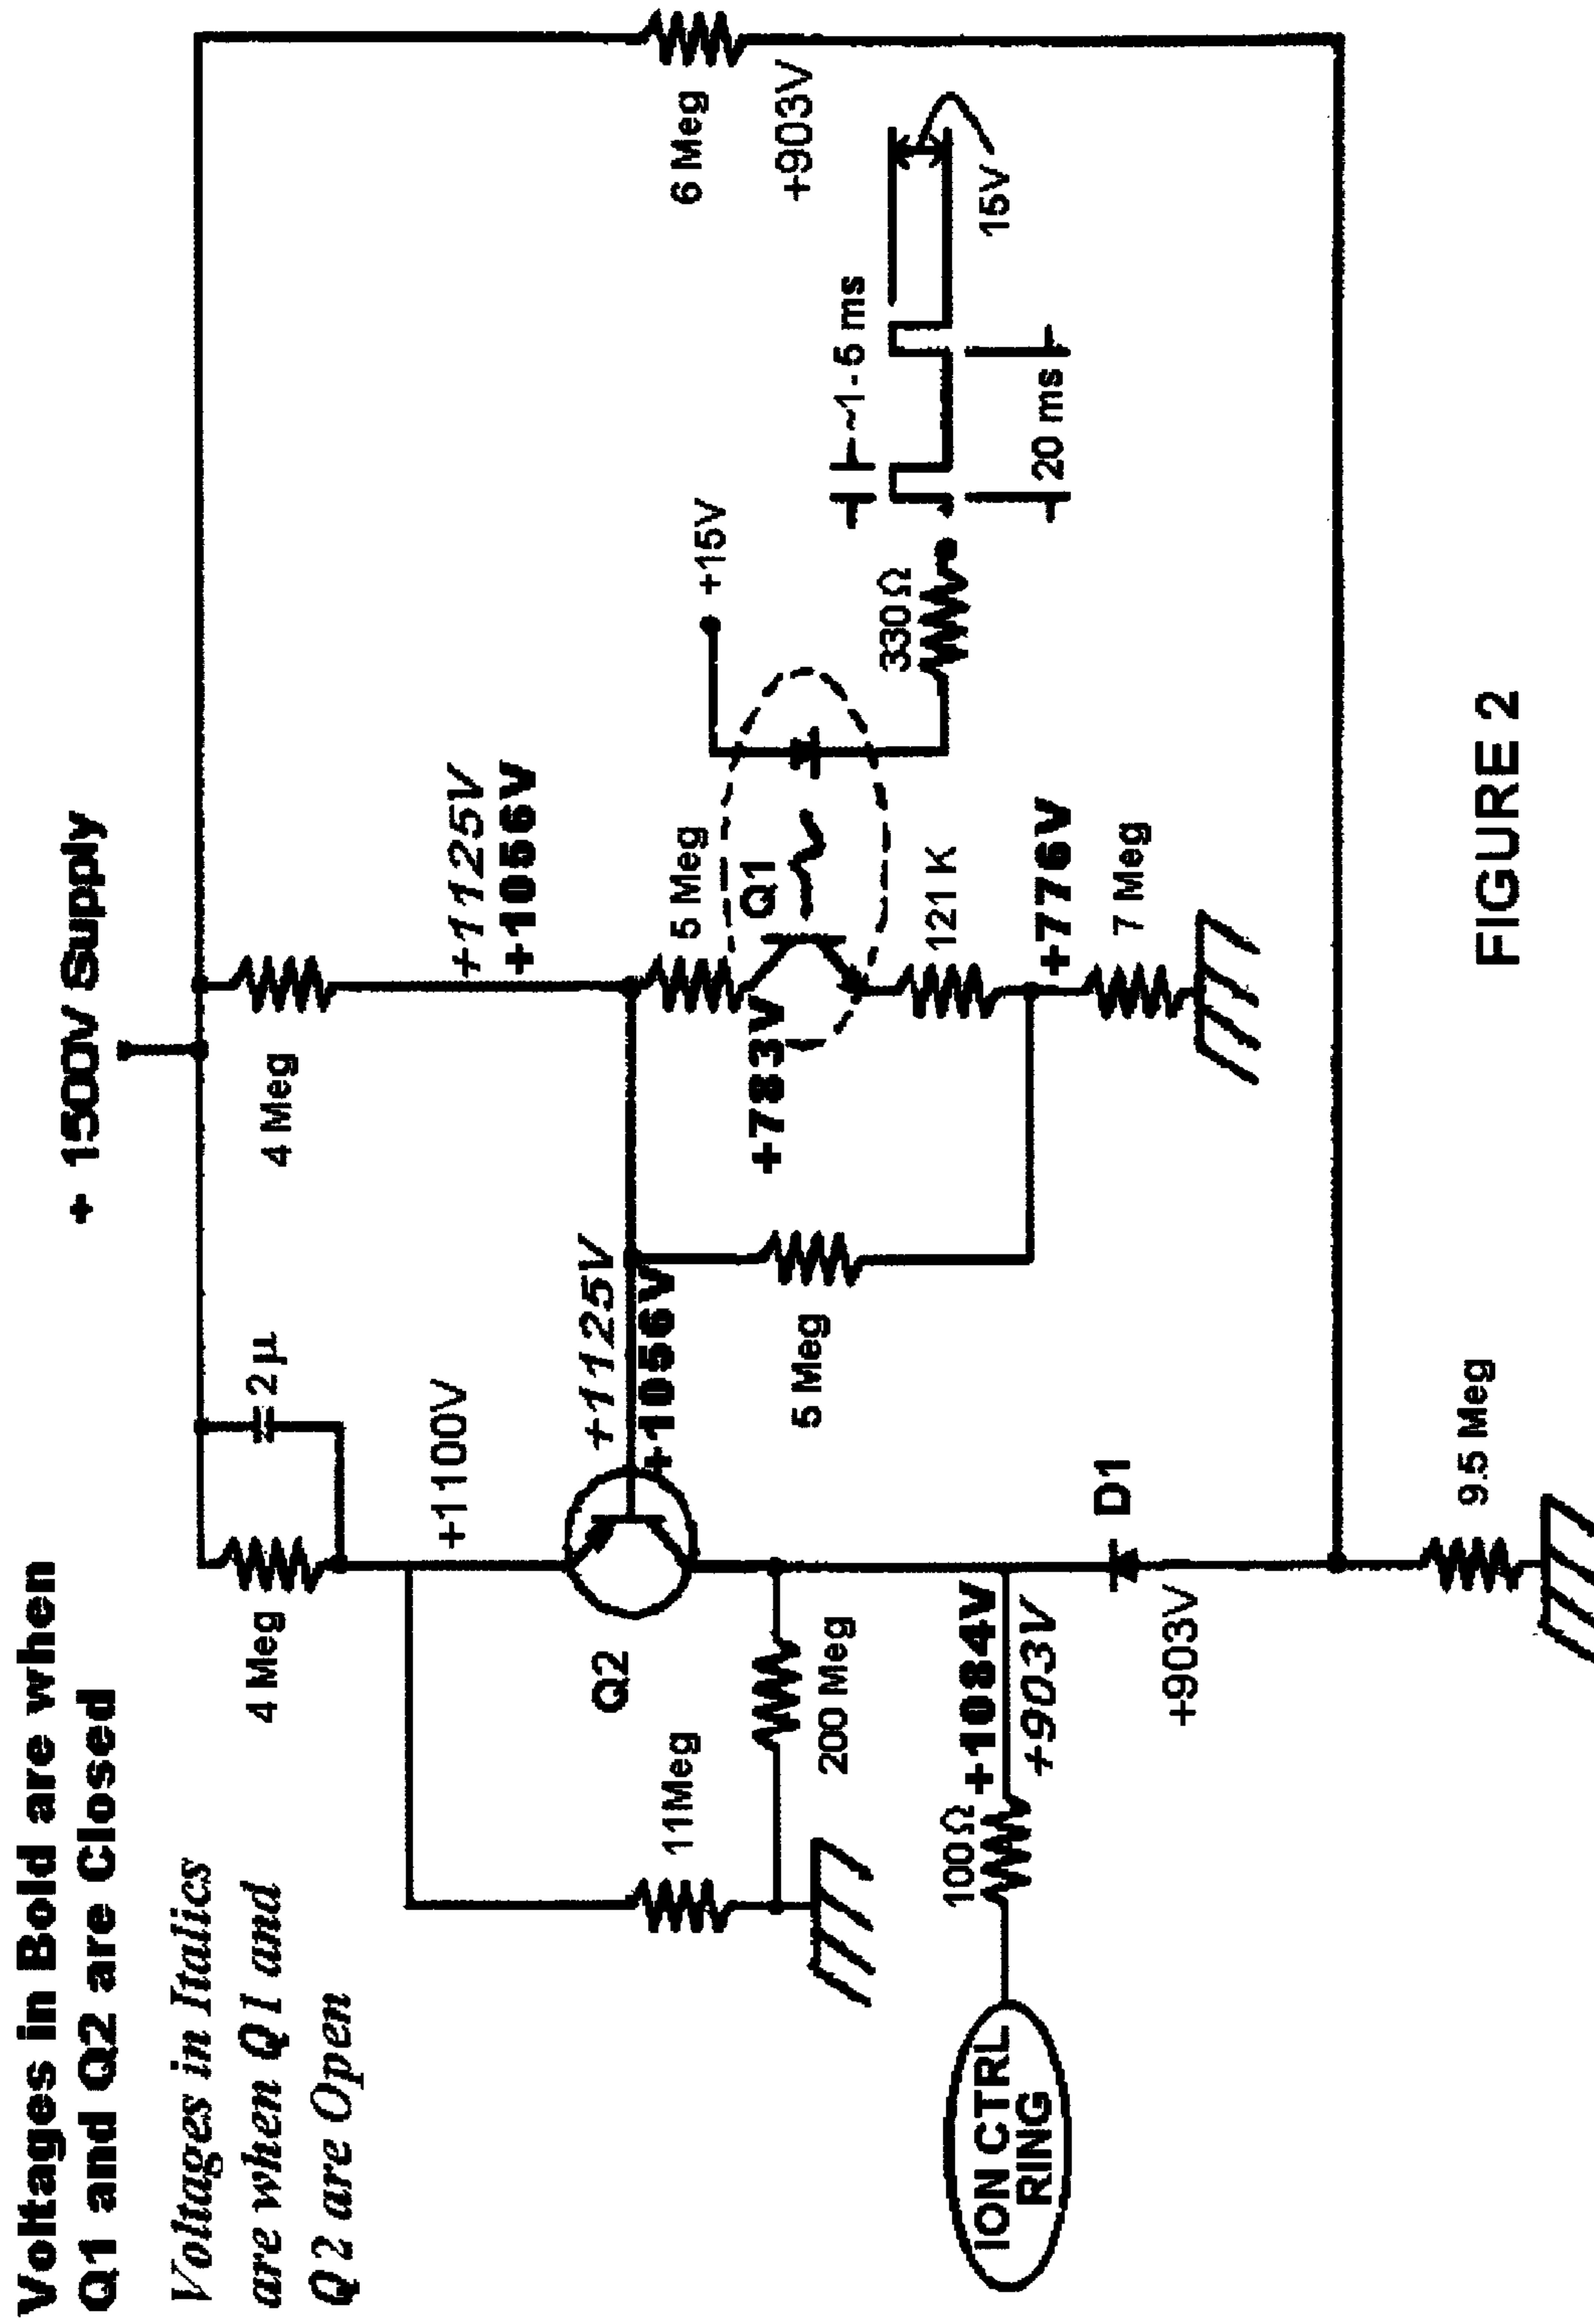 Voltages in Bold are when
Q1 and Q2 are Closed
Voltages in Italics
are when Q1 and
Q2 are Open
+ 1500V Supply
4 Meg
2 µ
4 Meg
6 Meg
+903V
+1100V
+1125V
+1056V
11Meg
Q2
+1125V
+1056V
5 Meg
Q1
+15V
200 Meg
5 Meg
+783V
121 K
330 Ω
~1-5 ms
15V
100 Ω
+1084V
+903V
+776V
20 ms
ION CTRL
RING
D1
7 Meg
+903V
9.5 Meg
FIGURE 2